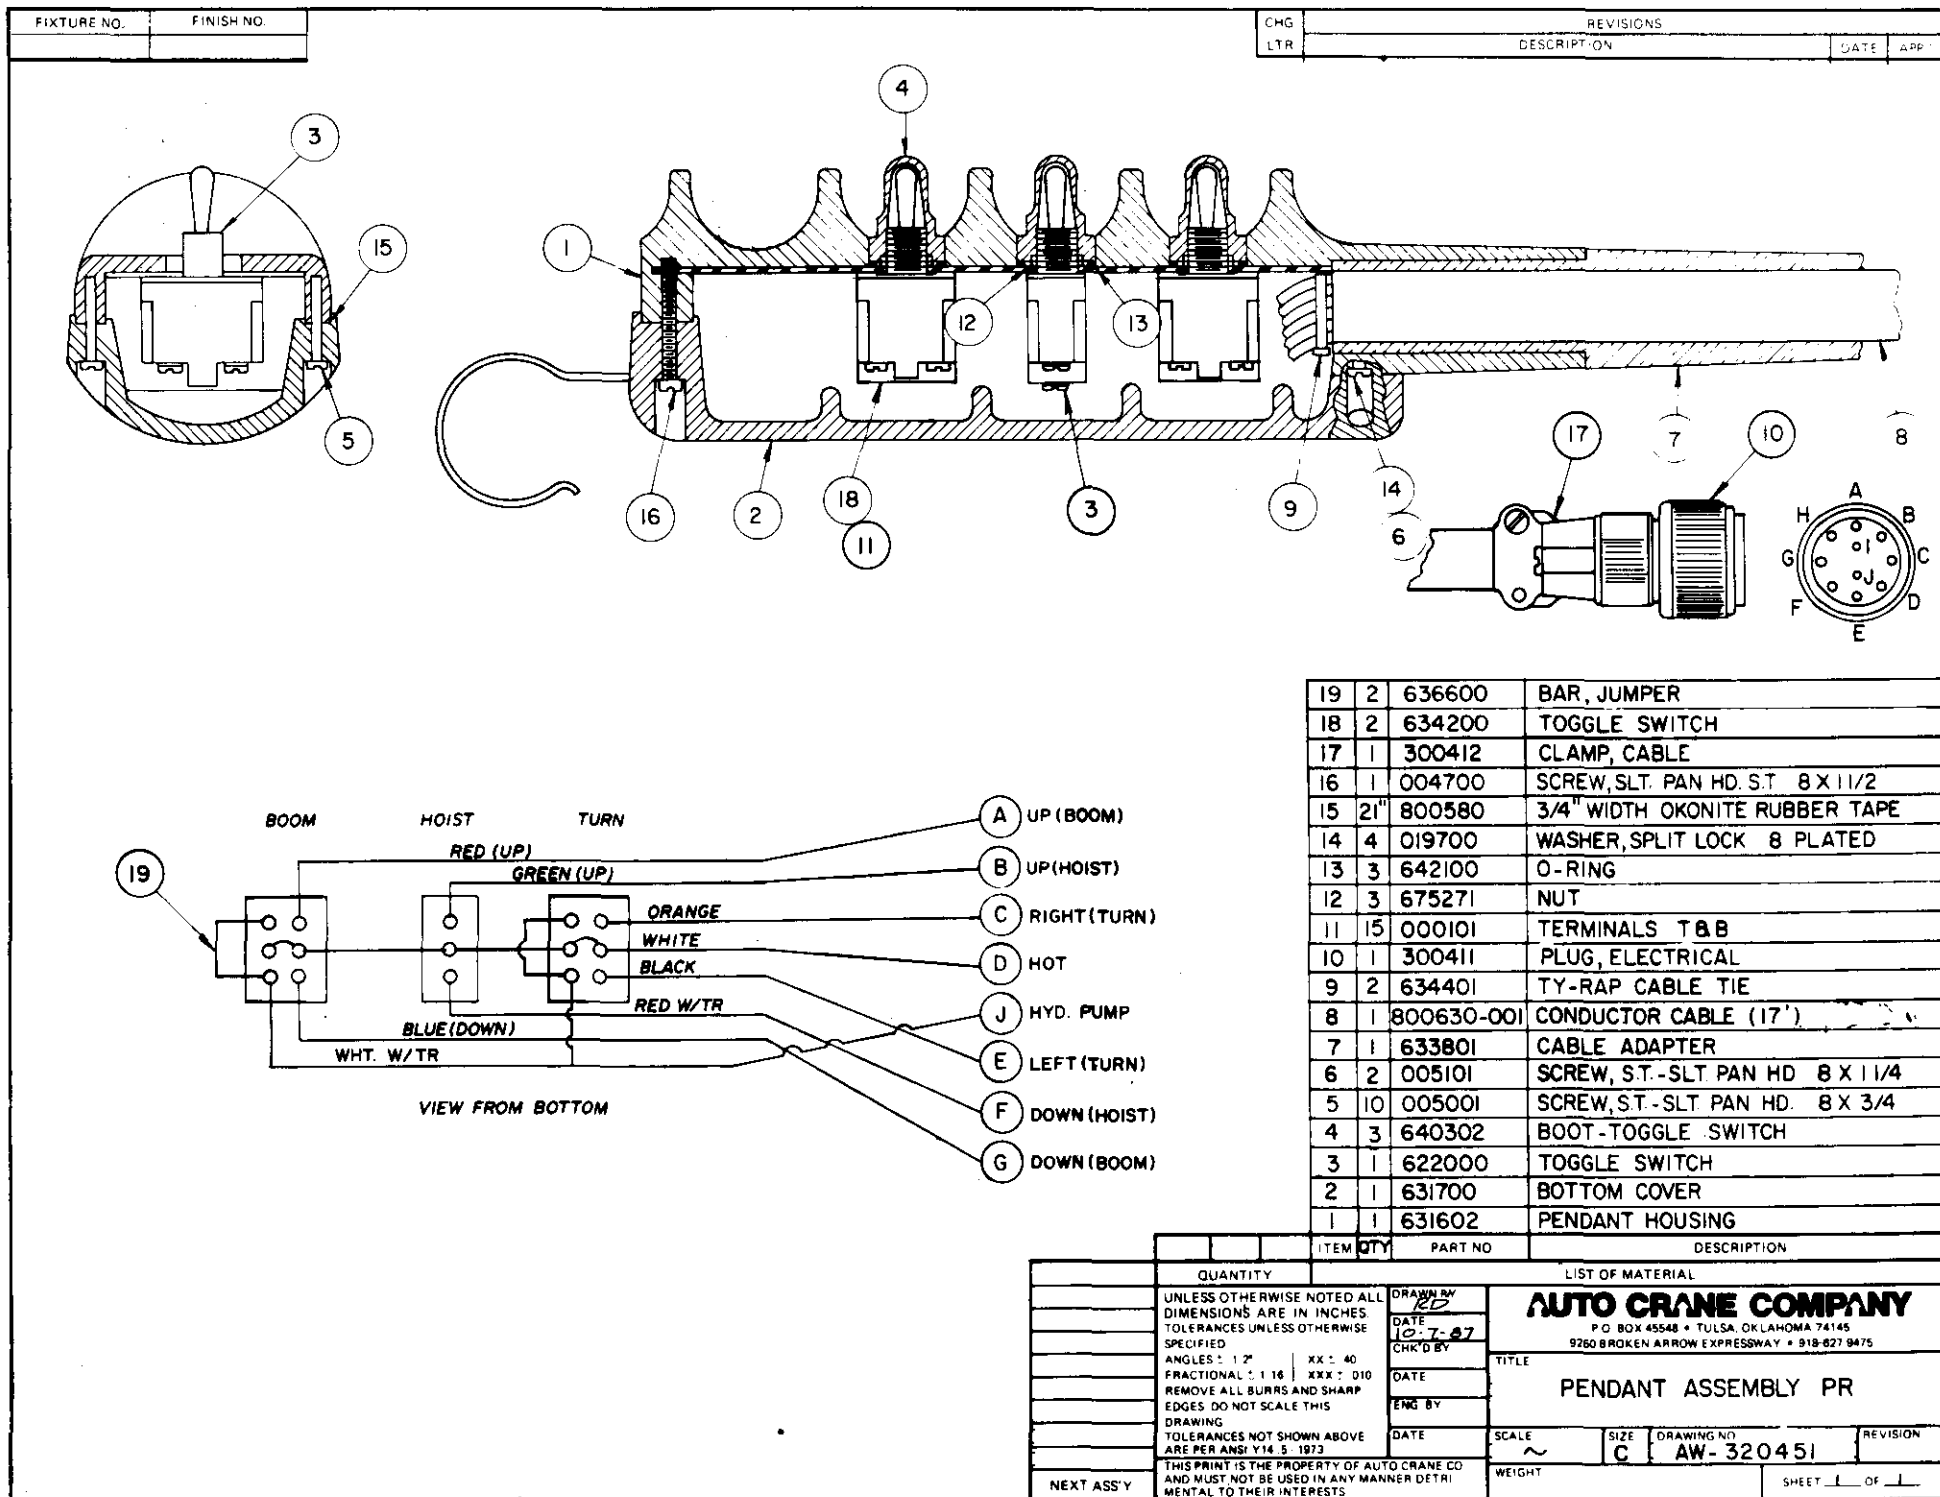 FIXTURE NO. FINISH NO.
CHG LTR REVISIONS
DESCRIPTION DATE
3
15
5
4
1
12
13
16
2
18
11
3
9
14
6
17
7
10
8
A
B
C
D
E
F
G
H
I
J
BOOM HOIST TURN
19
RED (UP)
GREEN (UP)
ORANGE
WHITE
BLACK
RED W/TR
BLUE (DOWN)
WHT. W/TR
VIEW FROM BOTTOM
A UP (BOOM)
B UP (HOIST)
C RIGHT (TURN)
D HOT
J HYD. PUMP
E LEFT (TURN)
F DOWN (HOIST)
G DOWN (BOOM)
19 2 636600 BAR, JUMPER
18 2 634200 TOGGLE SWITCH
17 1 300412 CLAMP, CABLE
16 1 004700 SCREW, SLT. PAN HD. S.T 8 X 11/2
15 21" 800580 3/4" WIDTH OKONITE RUBBER TAPE
14 4 019700 WASHER, SPLIT LOCK 8 PLATED
13 3 642100 O-RING
12 3 675271 NUT
11 15 000101 TERMINALS T&B
10 1 300411 PLUG, ELECTRICAL
9 2 634401 TY-RAP CABLE TIE
8 1 800630-001 CONDUCTOR CABLE (17')
7 1 633801 CABLE ADAPTER
6 2 005101 SCREW, S.T.-SLT. PAN HD 8 X 1 1/4
5 10 005001 SCREW, S.T.-SLT. PAN HD. 8 X 3/4
4 3 640302 BOOT-TOGGLE SWITCH
3 1 622000 TOGGLE SWITCH
2 1 631700 BOTTOM COVER
1 1 631602 PENDANT HOUSING
ITEM QTY PART NO DESCRIPTION
QUANTITY LIST OF MATERIAL
UNLESS OTHERWISE NOTED ALL
DIMENSIONS ARE IN INCHES.
TOLERANCES UNLESS OTHERWISE
SPECIFIED
ANGLES ± 1 2° XX ± 40
FRACTIONAL ± 1 16 XXX ± 010
REMOVE ALL BURRS AND SHARP
EDGES DO NOT SCALE THIS
DRAWING
TOLERANCES NOT SHOWN ABOVE
ARE PER ANSI Y14.5-1973
THIS PRINT IS THE PROPERTY OF AUTO CRANE CO
AND MUST NOT BE USED IN ANY MANNER DETRI
MENTAL TO THEIR INTERESTS
NEXT ASS'Y
DRAWN BY RD
DATE 10-7-87
CHK'D BY
DATE
ENG BY
DATE
AUTO CRANE COMPANY
P O BOX 45548 • TULSA, OKLAHOMA 74145
9260 BROKEN ARROW EXPRESSWAY • 918-627 9475
TITLE
PENDANT ASSEMBLY PR
SCALE ~ SIZE C DRAWING NO AW-320451 REVISION
WEIGHT SHEET 1 OF 1